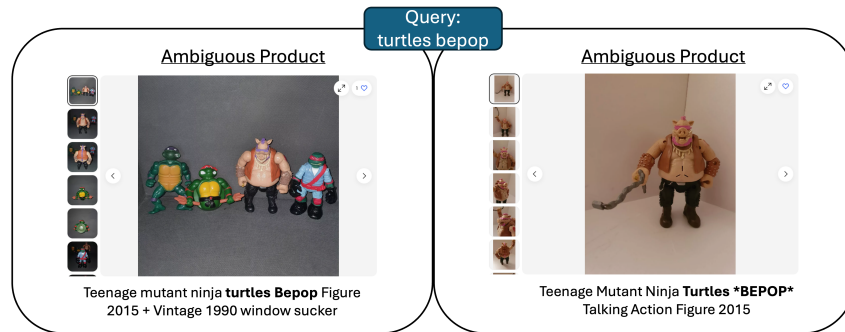 Query:
turtles bepop
Ambiguous Product
1
Teenage mutant ninja turtles Bepop Figure
2015 + Vintage 1990 window sucker
Ambiguous Product
Teenage Mutant Ninja Turtles *BEPOP*
Talking Action Figure 2015